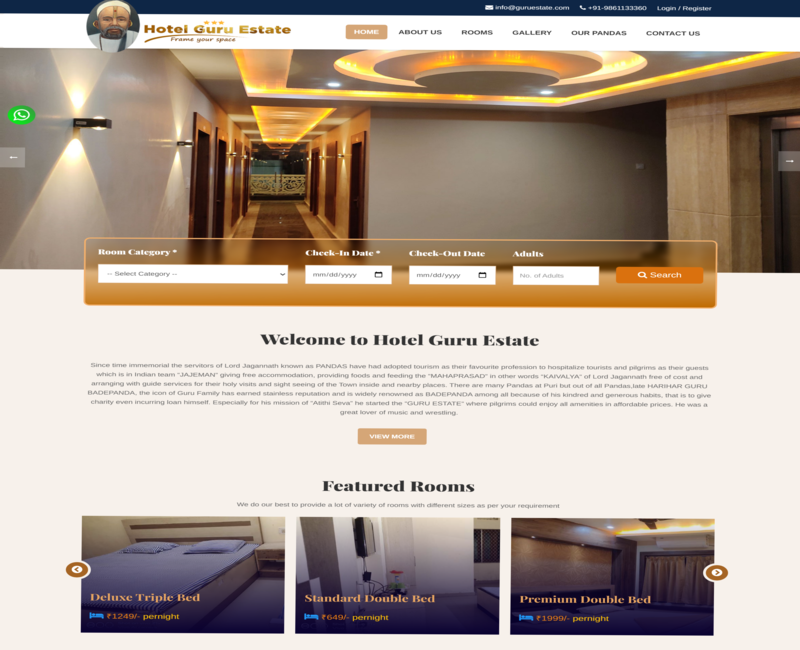 info@guruestate.com +91-9861133360 Login / Register
Hotel Guru Estate
Frame your space
HOME ABOUT US ROOMS GALLERY OUR PANDAS CONTACT US
Room Category * Check-In Date * Check-Out Date Adults
-- Select Category -- mm/dd/yyyy mm/dd/yyyy No. of Adults Search
Welcome to Hotel Guru Estate
Since time immemorial the servitors of Lord Jagannath known as PANDAS have had adopted tourism as their favourite profession to hospitalize tourists and pilgrims as their guests
which is in Indian team "JAJEMAN" giving free accommodation, providing foods and feeding the "MAHAPRASAD" in other words "KAIVALYA" of Lord Jagannath free of cost and
arranging with guide services for their holy visits and sight seeing of the Town inside and nearby places. There are many Pandas at Puri but out of all Pandas,late HARIHAR GURU
BADEPANDA, the icon of Guru Family has earned stainless reputation and is widely renowned as BADEPANDA among all because of his kindred and generous habits, that is to give
charity even incurring loan himself. Especially for his mission of "Atithi Seva" he started the "GURU ESTATE" where pilgrims could enjoy all amenities in affordable prices. He was a
great lover of music and wrestling.
VIEW MORE
Featured Rooms
We do our best to provide a lot of variety of rooms with different sizes as per your requirement
Deluxe Triple Bed
₹1249/- pernight
Standard Double Bed
₹649/- pernight
Premium Double Bed
₹1999/- pernight